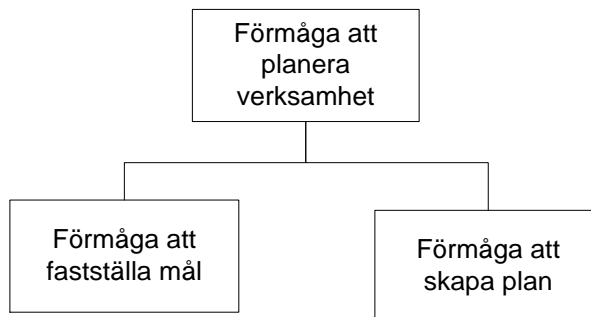 Förmåga att
planera
verksamhet
Förmåga att
fastställa mål
Förmåga att
skapa plan